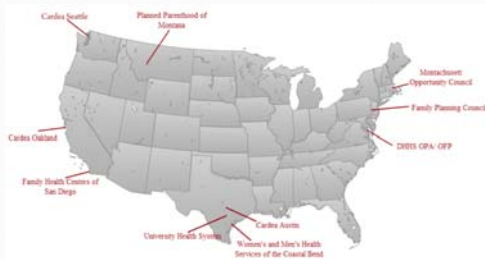 Cardea Seattle
Planned Parenthood of
Montana
Montachusett
Opportunity Council
Family Planning Council
DHHS OPA/ OFP
Cardea Oakland
Family Health Centers of
San Diego
Cardea Austin
University Health System
Women's and Men's Health
Services of the Coastal Bend